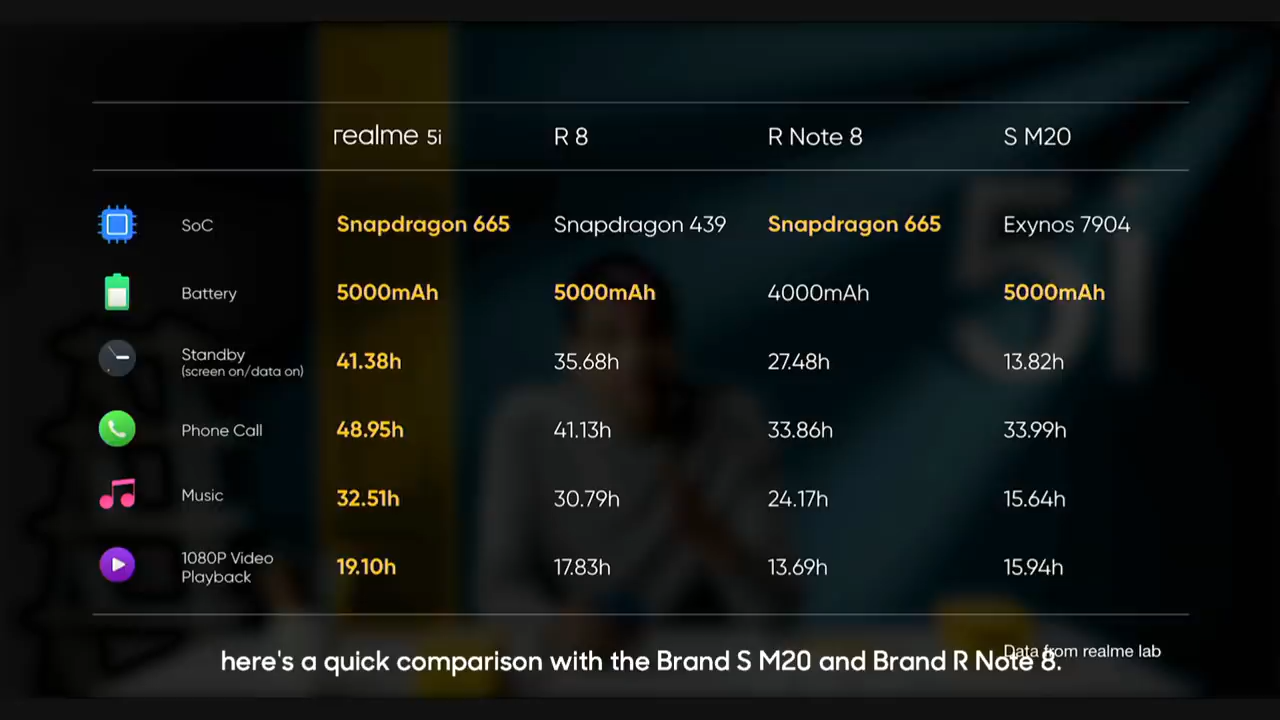 realme 5i R 8 R Note 8 S M20
SoC Snapdragon 665 Snapdragon 439 Snapdragon 665 Exynos 7904
Battery 5000mAh 5000mAh 4000mAh 5000mAh
Standby
(screen on/data on) 41.38h 35.68h 27.48h 13.82h
Phone Call 48.95h 41.13h 33.86h 33.99h
Music 32.51h 30.79h 24.17h 15.64h
1080P Video
Playback 19.10h 17.83h 13.69h 15.94h
Data from realme lab
here's a quick comparison with the Brand S M20 and Brand R Note 8.
5i